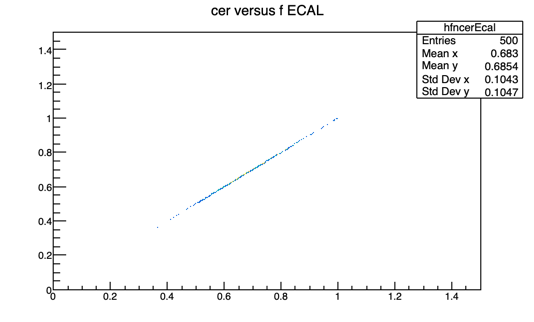 cer versus f ECAL
hfncerEcal
Entries 500
Mean x 0.683
Mean y 0.6854
Std Dev x 0.1043
Std Dev y 0.1047
1.4
1.2
1
0.8
0.6
0.4
0.2
0
0 0.2 0.4 0.6 0.8 1 1.2 1.4